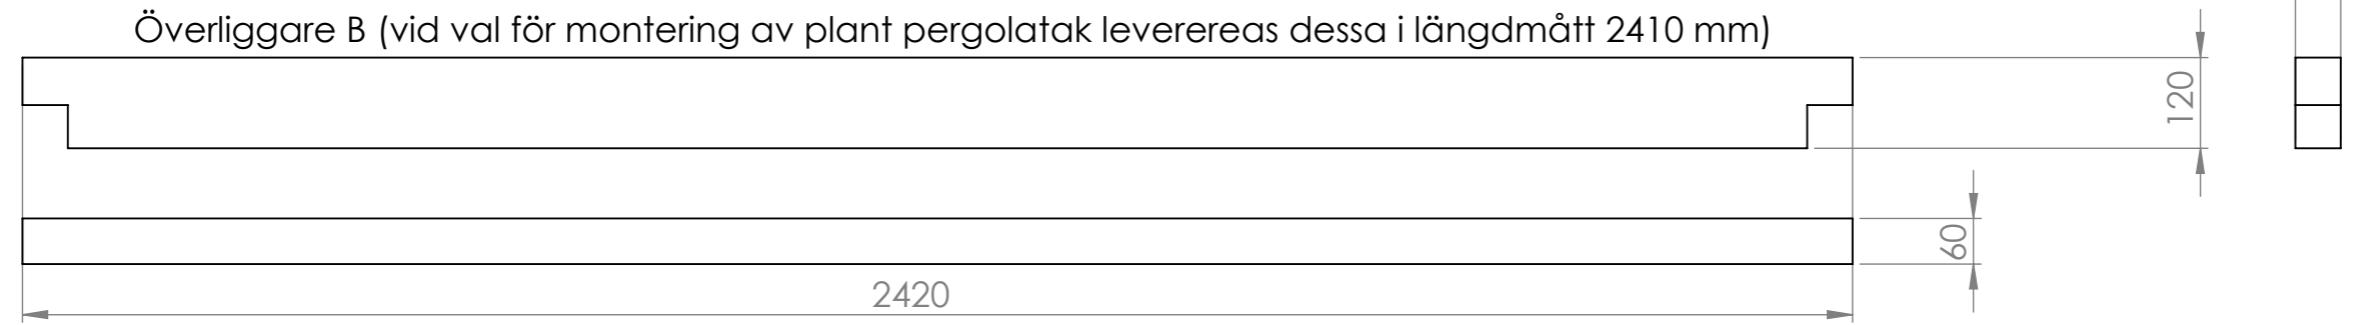 Överliggare B (vid val för montering av plant pergolatak leverereas dessa i längdmått 2410 mm)
120
60
2420